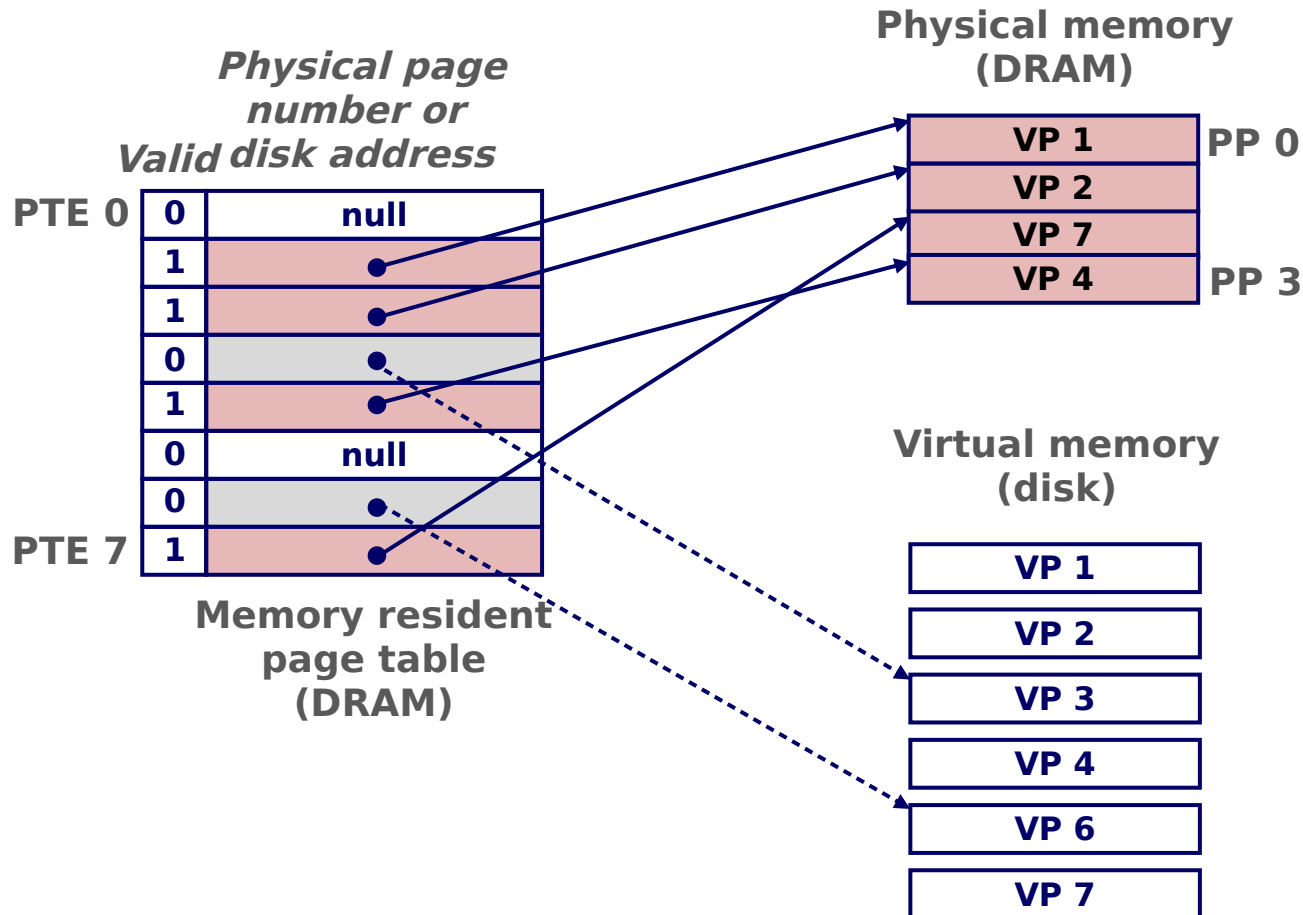 Physical memory
(DRAM)
Physical page
number or
Valid disk address
VP 1 PP 0
VP 2
VP 7
VP 4 PP 3
PTE 0 0 null
1
1
0
1
0 null
0
PTE 7 1
Memory resident
page table
(DRAM)
Virtual memory
(disk)
VP 1
VP 2
VP 3
VP 4
VP 6
VP 7